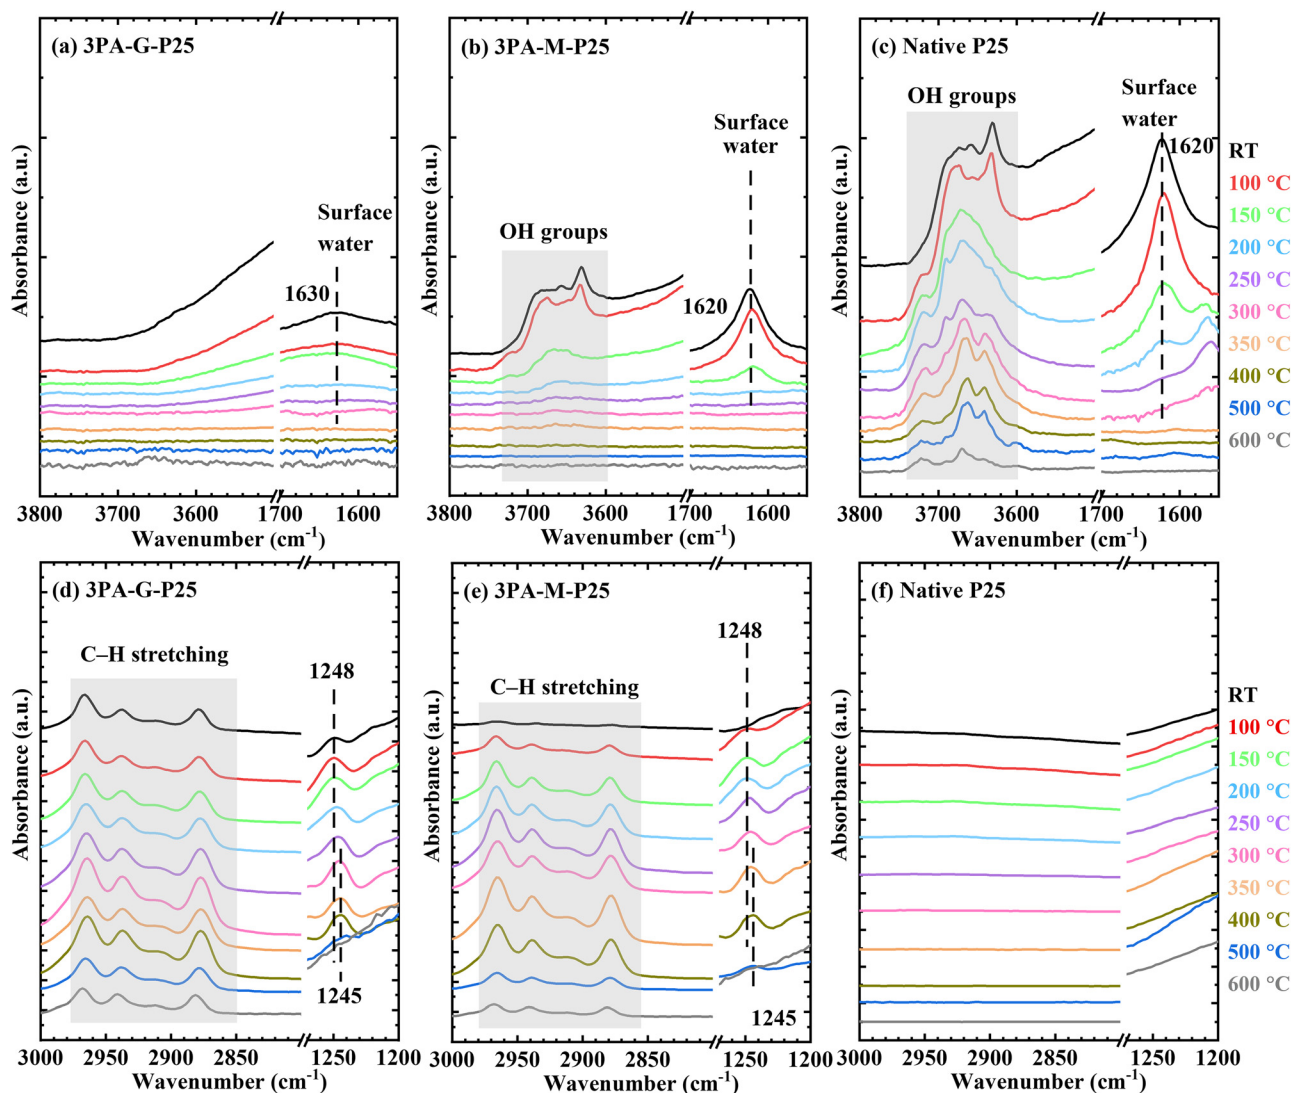 (a) 3PA-G-P25
Surface
water
1630
Absorbance (a.u.)
3800 3700 3600 1700 1600
Wavenumber (cm⁻¹)
(b) 3PA-M-P25
Surface
water
OH groups
1620
Absorbance (a.u.)
3800 3700 3600 1700 1600
Wavenumber (cm⁻¹)
(c) Native P25
OH groups
Surface
water
1620
Absorbance (a.u.)
3800 3700 3600 1700 1600
Wavenumber (cm⁻¹)
RT
100 °C
150 °C
200 °C
250 °C
300 °C
350 °C
400 °C
500 °C
600 °C
(d) 3PA-G-P25
C–H stretching
1248
1245
Absorbance (a.u.)
3000 2950 2900 2850 1250 1200
Wavenumber (cm⁻¹)
(e) 3PA-M-P25
1248
C–H stretching
1245
Absorbance (a.u.)
3000 2950 2900 2850 1250 1200
Wavenumber (cm⁻¹)
(f) Native P25
Absorbance (a.u.)
3000 2950 2900 2850 1250 1200
Wavenumber (cm⁻¹)
RT
100 °C
150 °C
200 °C
250 °C
300 °C
350 °C
400 °C
500 °C
600 °C